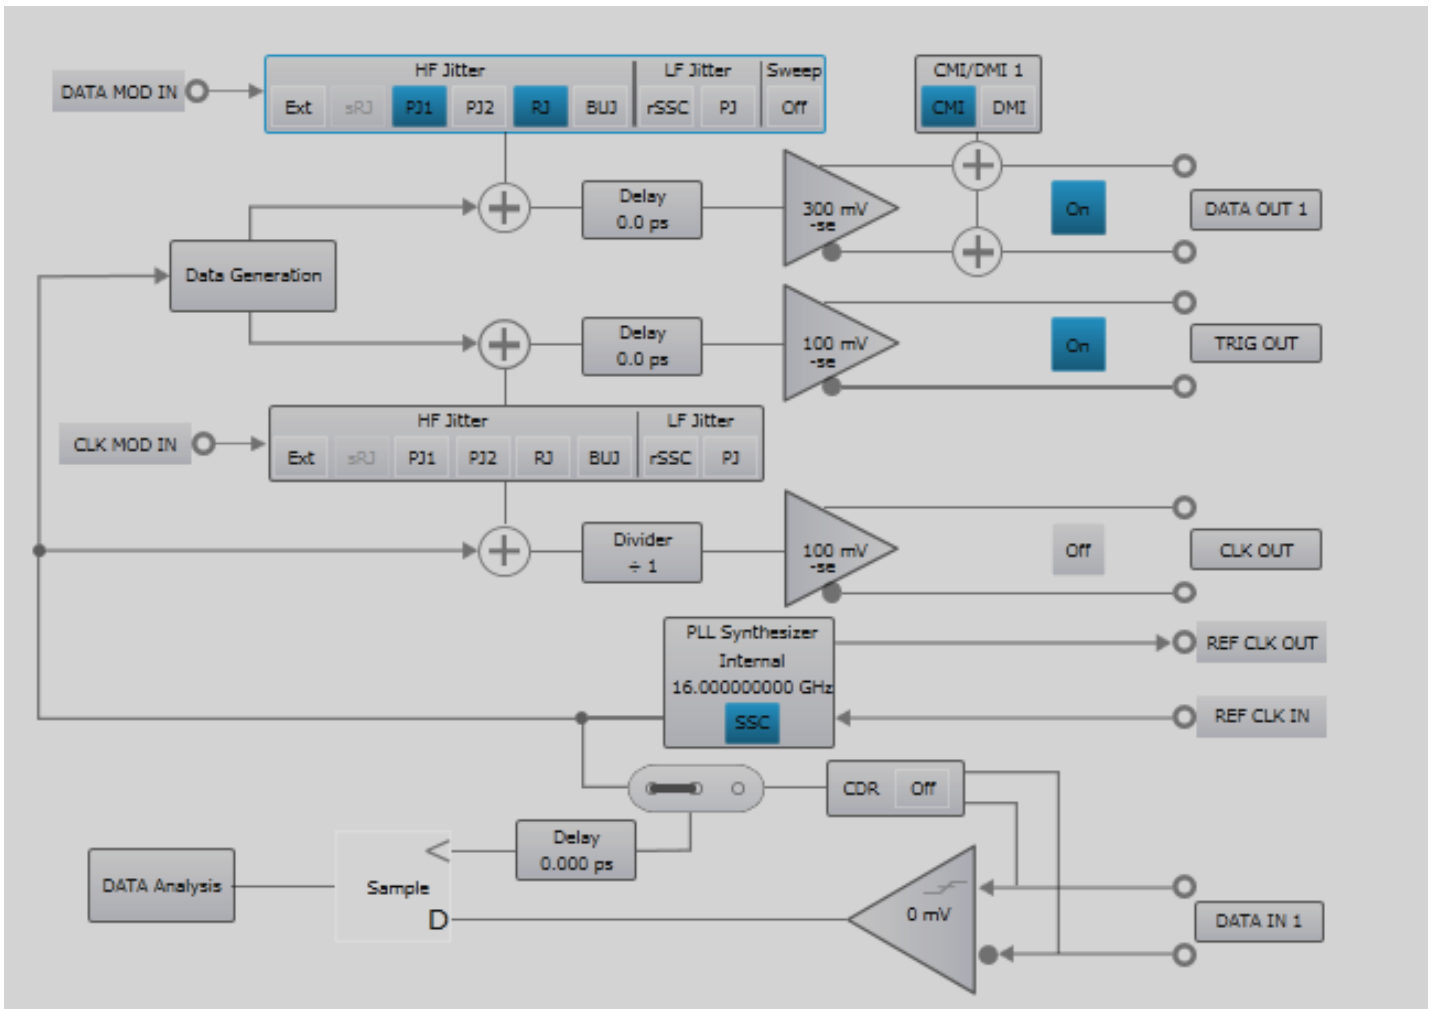 HF Jitter LF Jitter Sweep
DATA MOD IN
Ext sRJ PJ1 PJ2 RJ BUJ rSSC PJ Off
CMI/DMI 1
CMI DMI
Delay
0.0 ps
300 mV
-se
On
DATA OUT 1
Data Generation
Delay
0.0 ps
100 mV
-se
On
TRIG OUT
HF Jitter LF Jitter
CLK MOD IN
Ext sRJ PJ1 PJ2 RJ BUJ rSSC PJ
Divider
÷ 1
100 mV
-se
Off
CLK OUT
PLL Synthesizer
Internal
16.000000000 GHz
SSC
REF CLK OUT
REF CLK IN
CDR Off
Delay
0.000 ps
DATA Analysis
Sample
D
0 mV
DATA IN 1